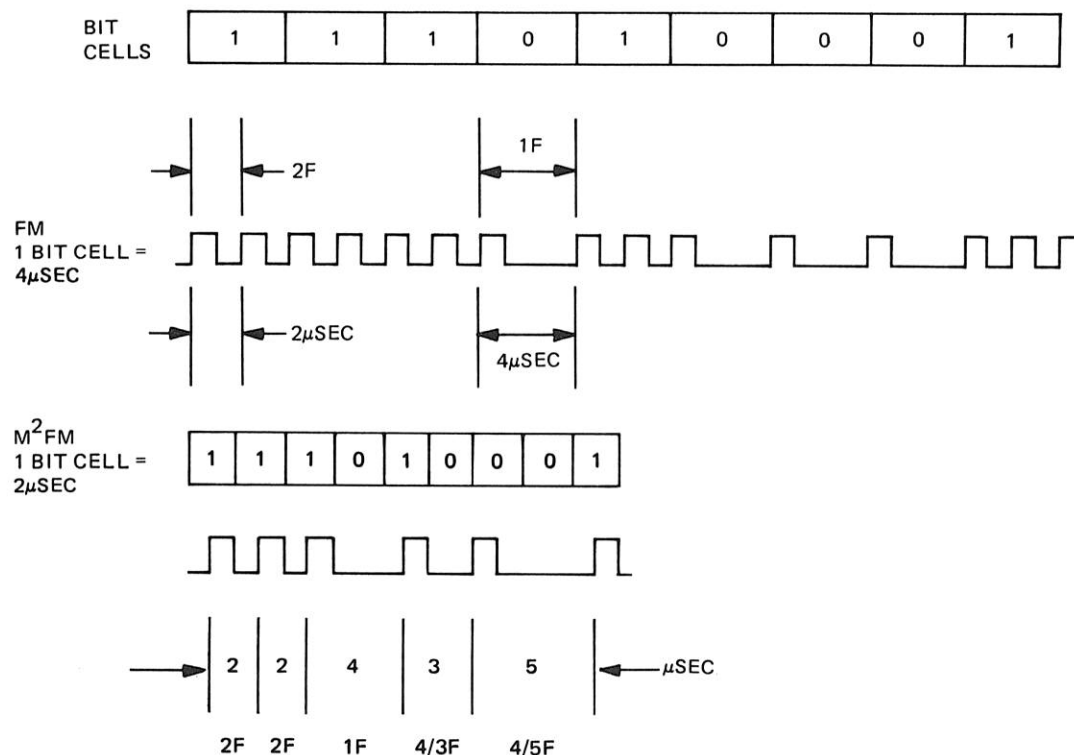 BIT
CELLS
1 1 1 0 1 0 0 0 1
2F
1F
FM
1 BIT CELL =
4μSEC
2μSEC
4μSEC
M²FM
1 BIT CELL =
2μSEC
1 1 1 0 1 0 0 0 1
2 2 4 3 5 μSEC
2F 2F 1F 4/3F 4/5F